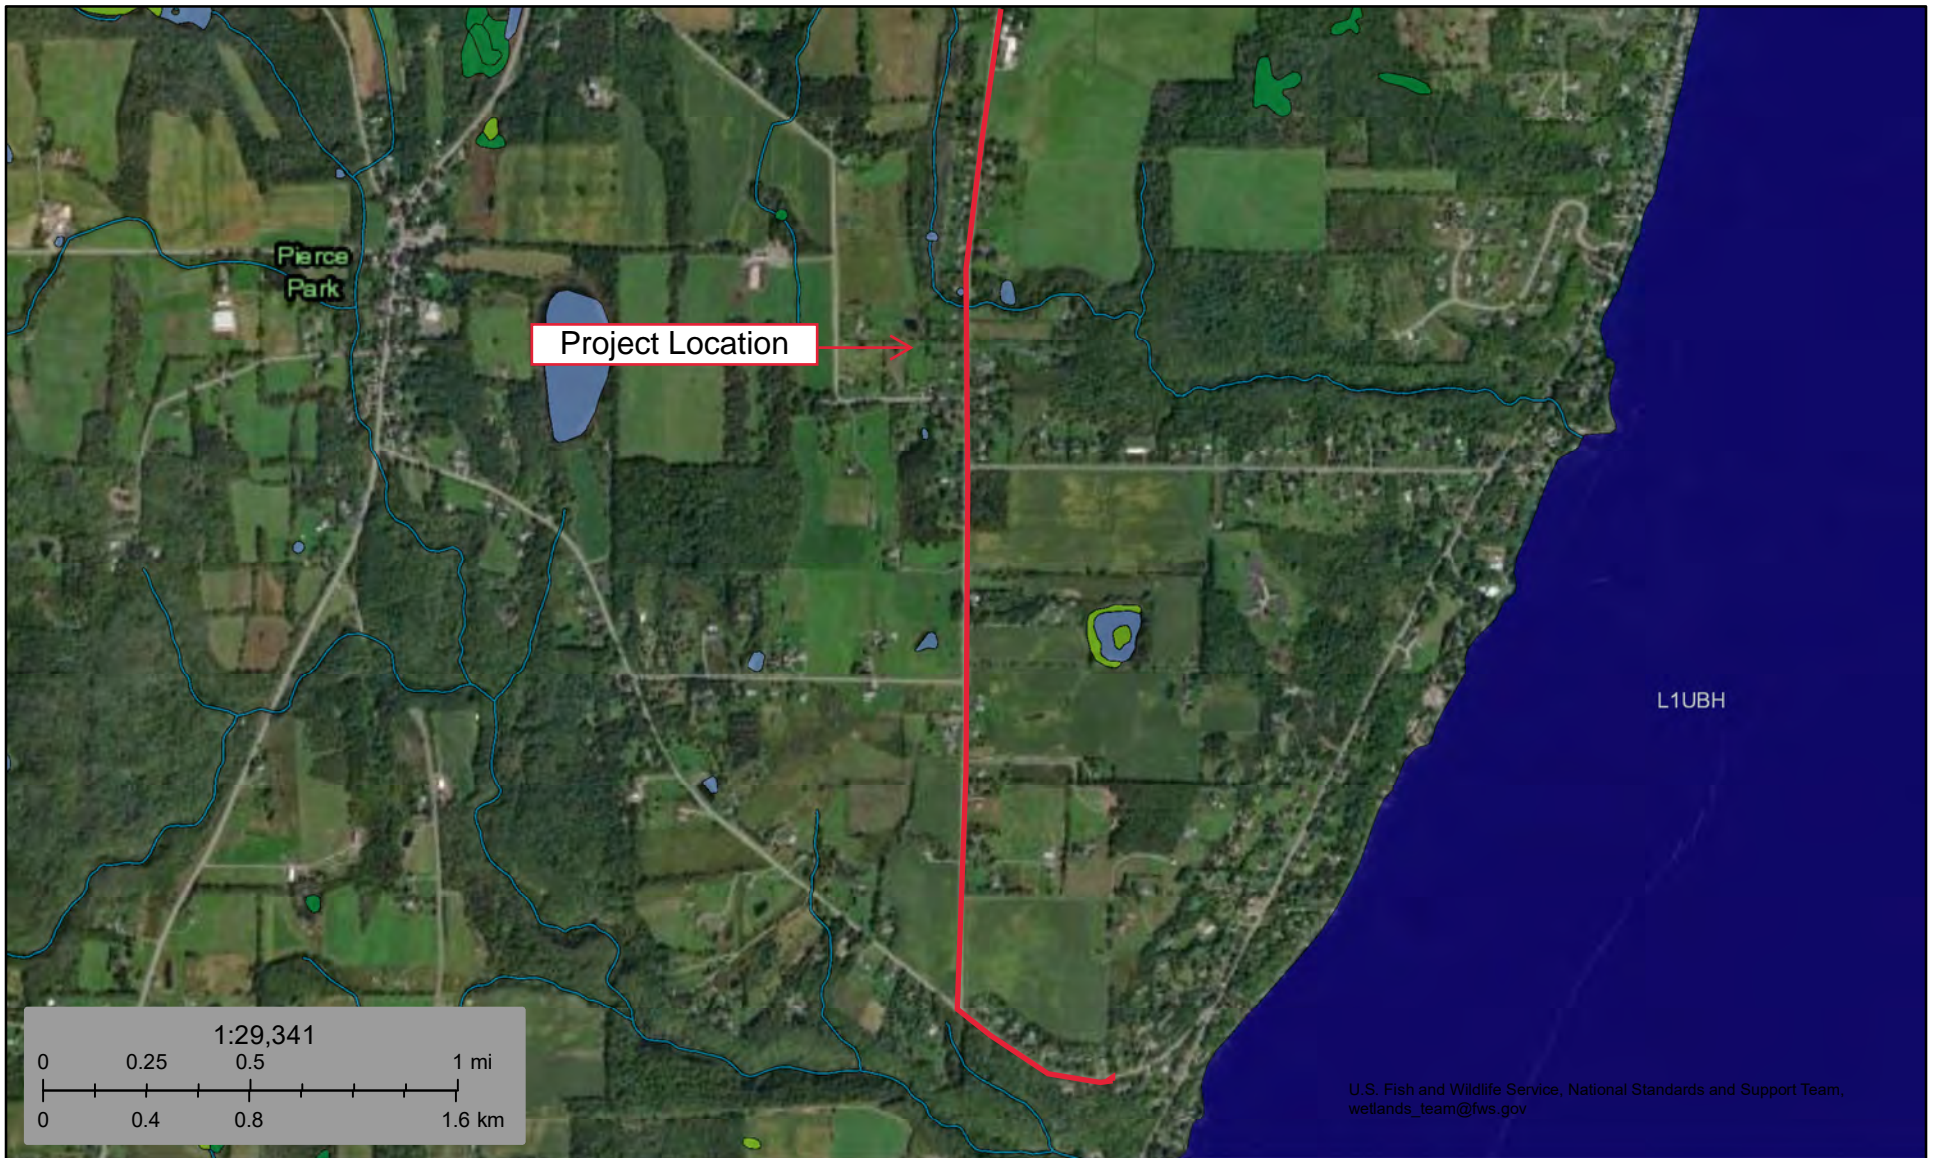 Pierce
Park
Project Location
L1UBH
1:29,341
0 0.25 0.5 1 mi
0 0.4 0.8 1.6 km
U.S. Fish and Wildlife Service, National Standards and Support Team,
wetlands_team@fws.gov